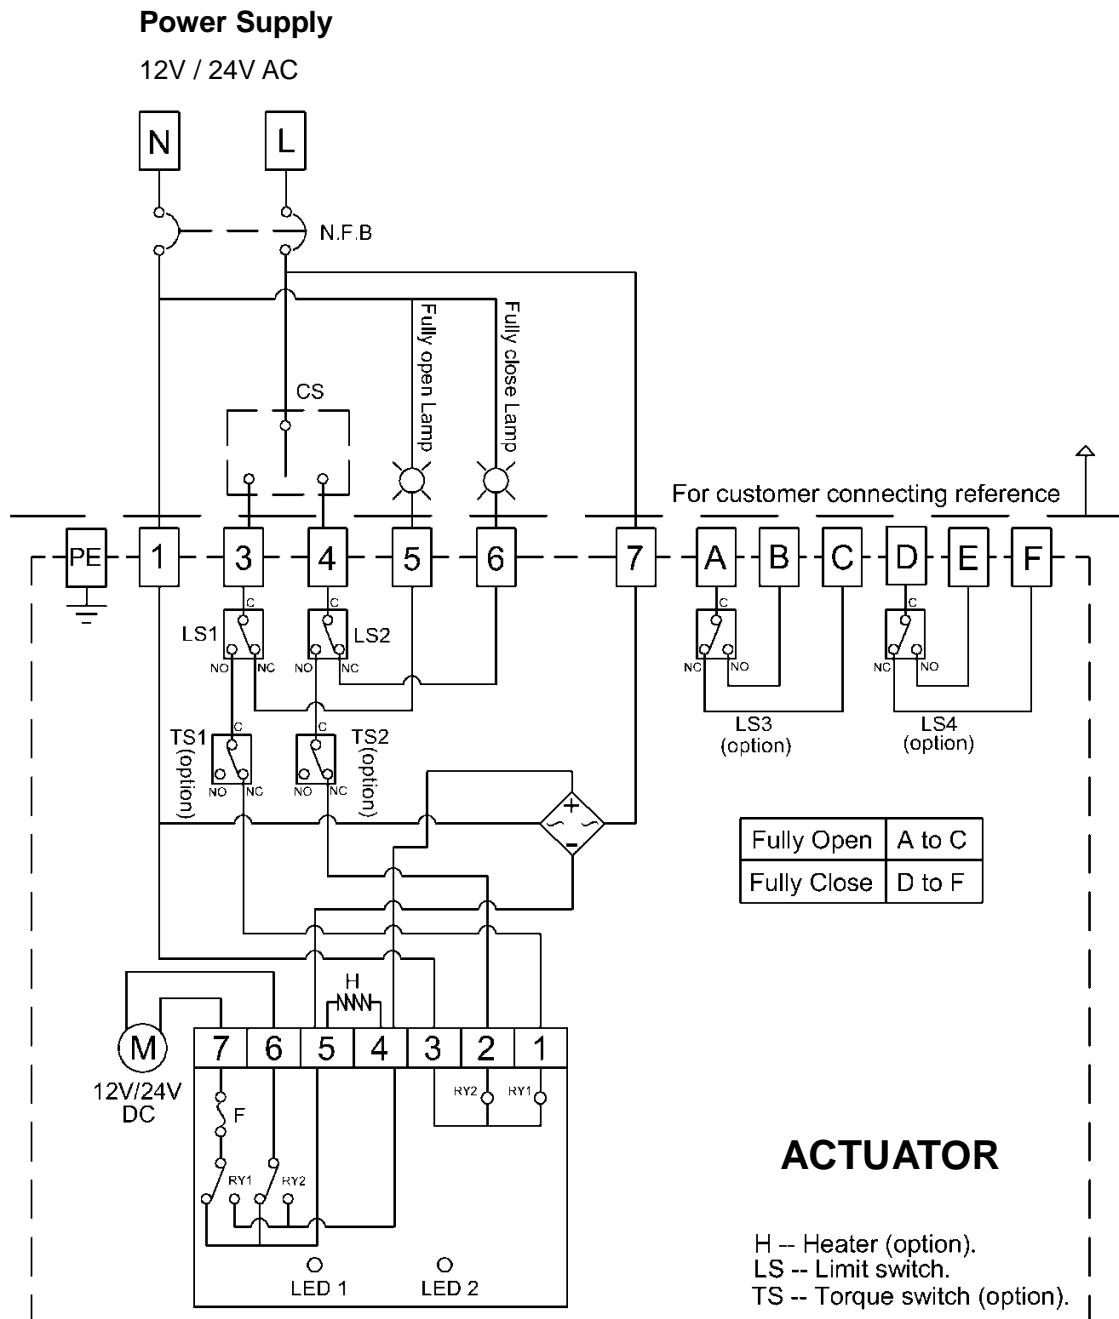 Power Supply
12V / 24V AC
N L
N.F.B
Fully open Lamp
Fully close Lamp
CS
For customer connecting reference
PE 1 3 4 5 6 7 A B C D E F
C C C C
LS1 LS2
NO NC NO NC NC NO NC NO
LS3
(option)
LS4
(option)
TS1
(option)
C C
TS2
(option)
NO NC NO NC
+
-
Fully Open A to C
Fully Close D to F
H
M
12V/24V
DC
7 6 5 4 3 2 1
RY2 RY1
F
RY1 RY2
LED 1 LED 2
ACTUATOR
H -- Heater (option).
LS -- Limit switch.
TS -- Torque switch (option).